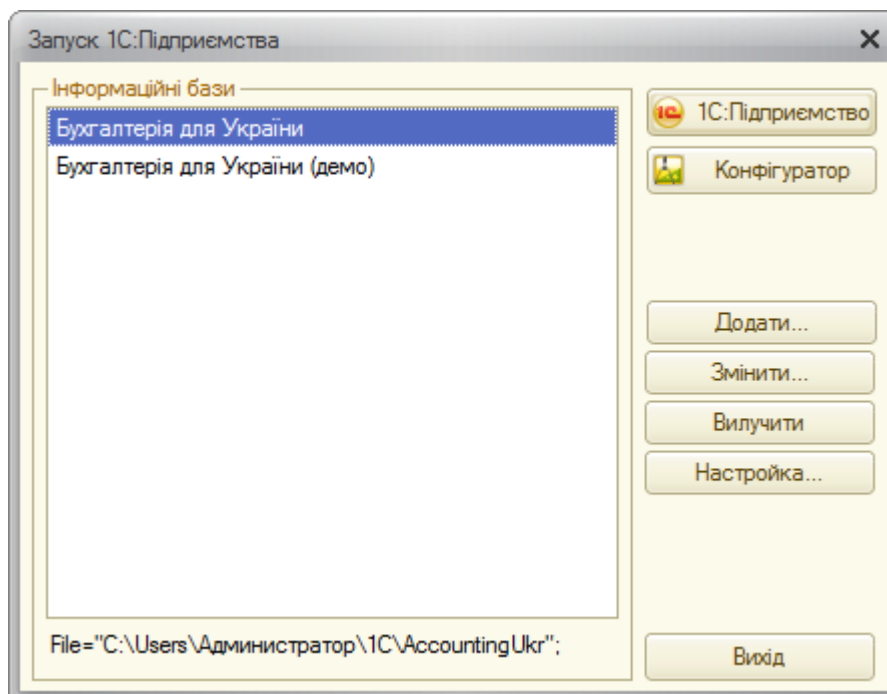 Запуск 1С:Підприємства
Інформаційні бази
Бухгалтерія для України
Бухгалтерія для України (демо)
1С:Підприємство
Конфігуратор
Додати...
Змінити...
Вилучити
Настройка...
File="C:\Users\Администратор\1C\AccountingUkr";
Вихід